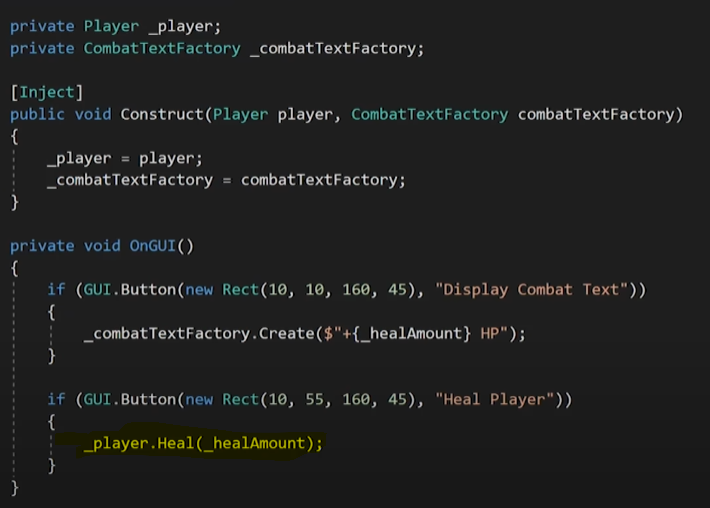 private Player _player;
private CombatTextFactory _combatTextFactory;
[Inject]
public void Construct(Player player, CombatTextFactory combatTextFactory)
{
_player = player;
_combatTextFactory = combatTextFactory;
}
private void OnGUI()
{
if (GUI.Button(new Rect(10, 10, 160, 45), "Display Combat Text"))
{
_combatTextFactory.Create($"+{_healAmount} HP");
}
if (GUI.Button(new Rect(10, 55, 160, 45), "Heal Player"))
{
_player.Heal(_healAmount);
}
}